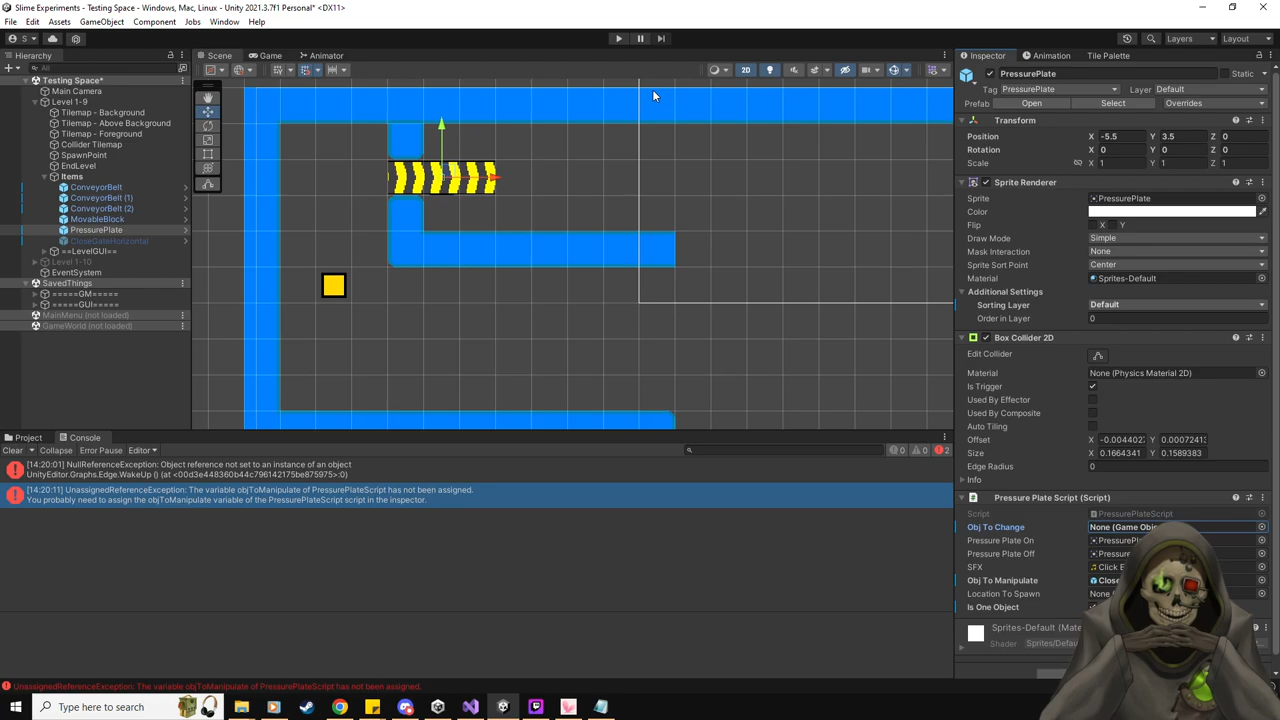 Slime Experiments - Testing Space - Windows, Mac, Linux - Unity 2021.3.7f1 Personal* <DX11>
File Edit Assets GameObject Component Jobs Window Help
S
Layers Layout
Hierarchy
All
Testing Space*
Main Camera
Level 1-9
Tilemap - Background
Tilemap - Above Background
Tilemap - Foreground
Collider Tilemap
SpawnPoint
EndLevel
Items
ConveyorBelt
ConveyorBelt (1)
ConveyorBelt (2)
MovableBlock
PressurePlate
CloseGateHorizontal
==LevelGUI==
Level 1-10
EventSystem
SavedThings
=====GM=====
=====GUI=====
MainMenu (not loaded)
GameWorld (not loaded)
Scene Game Animator
2D
Inspector Animation Tile Palette
PressurePlate Static
Tag PressurePlate Layer Default
Prefab Open Select Overrides
Transform
Position X -5.5 Y 3.5 Z 0
Rotation X 0 Y 0 Z 0
Scale X 1 Y 1 Z 1
Sprite Renderer
Sprite PressurePlate
Color
Flip X Y
Draw Mode Simple
Mask Interaction None
Sprite Sort Point Center
Material Sprites-Default
Additional Settings
Sorting Layer Default
Order in Layer 0
Box Collider 2D
Edit Collider
Material None (Physics Material 2D)
Is Trigger
Used By Effector
Used By Composite
Auto Tiling
Offset X -0.004402 Y 0.000724
Size X 0.1664341 Y 0.1589383
Edge Radius 0
Info
Pressure Plate Script (Script)
Script PressurePlateScript
Obj To Change None (Game Obje
Pressure Plate On PressurePl
Pressure Plate Off Pressure
SFX Click E
Obj To Manipulate Close
Location To Spawn None
Is One Object
Sprites-Default (Mate
Shader Sprites/Defau
Project Console
Clear Collapse Error Pause Editor
0 0 2
[14:20:01] NullReferenceException: Object reference not set to an instance of an object
UnityEditor.Graphs.Edge.WakeUp () (at <00d3e448360b44c796142175be875975>:0)
[14:20:11] UnassignedReferenceException: The variable objToManipulate of PressurePlateScript has not been assigned.
You probably need to assign the objToManipulate variable of the PressurePlateScript script in the inspector.
UnassignedReferenceException: The variable objToManipulate of PressurePlateScript has not been assigned.
Type here to search